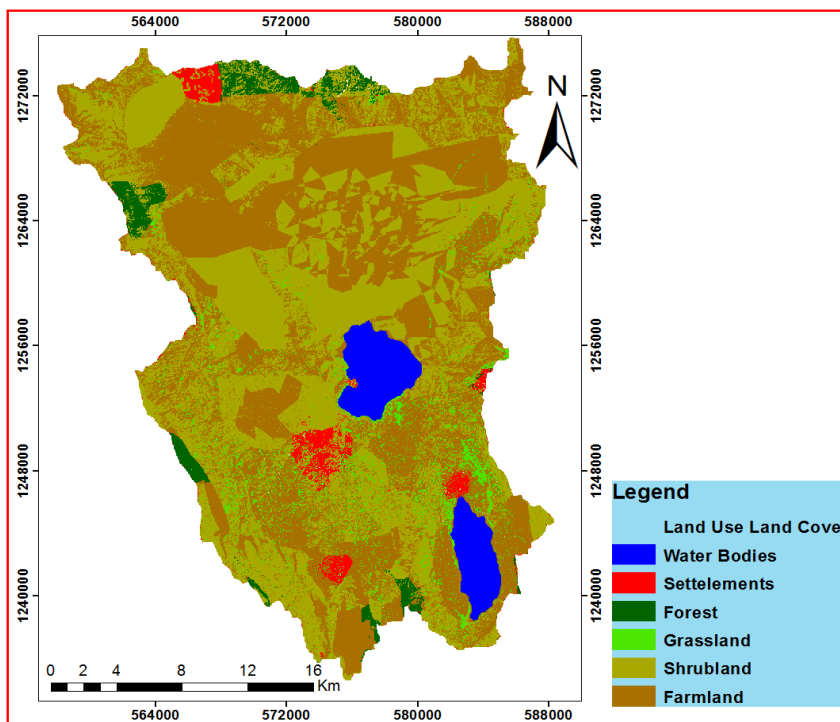 564000 572000 580000 588000
N
1272000 1272000
1264000 1264000
1256000 1256000
1248000 1248000
1240000 1240000
Legend
Land Use Land Cove
Water Bodies
Settelements
Forest
Grassland
Shrubland
Farmland
0 2 4 8 12 16
Km
564000 572000 580000 588000